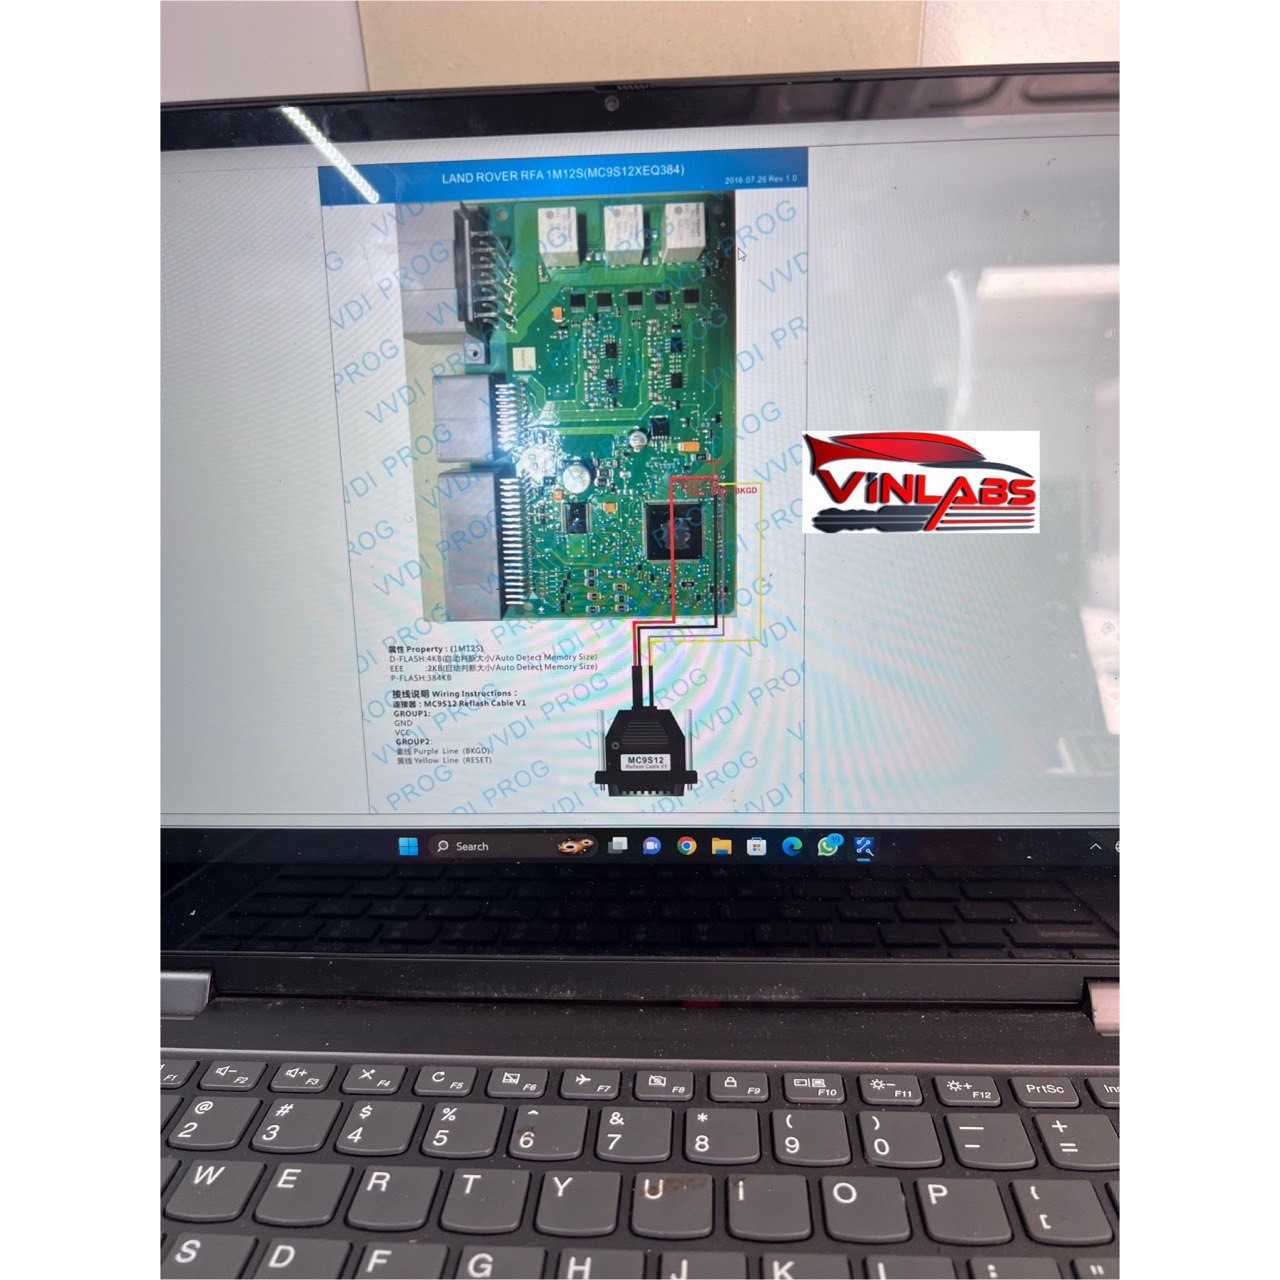 LAND ROVER RFA 1M12S(MC9S12XEQ384)
2016.07.26 Rev 1.0
VVDI PROG
BKGD
VINLABS
属性 Property : (1M12S)
D-FLASH:4KB(自动判断大小/Auto Detect Memory Size)
EEE :2KB(自动判断大小/Auto Detect Memory Size)
P-FLASH:384KB
接线说明 Wiring Instructions :
连接器 : MC9S12 Reflash Cable V1
GROUP1:
GND
VCC
GROUP2:
紫线 Purple Line (BKGD)
黄线 Yellow Line (RESET)
MC9S12
Reflash Cable V1
Search
39
F1 F2 F3 F4 F5 F6 F7 F8 F9 F10 F11 F12 PrtSc Ins
@ # $ % ^ & * ( ) — +
2 3 4 5 6 7 8 9 0 - =
W E R T Y U i O P { [
S D F G H J K L : ; "